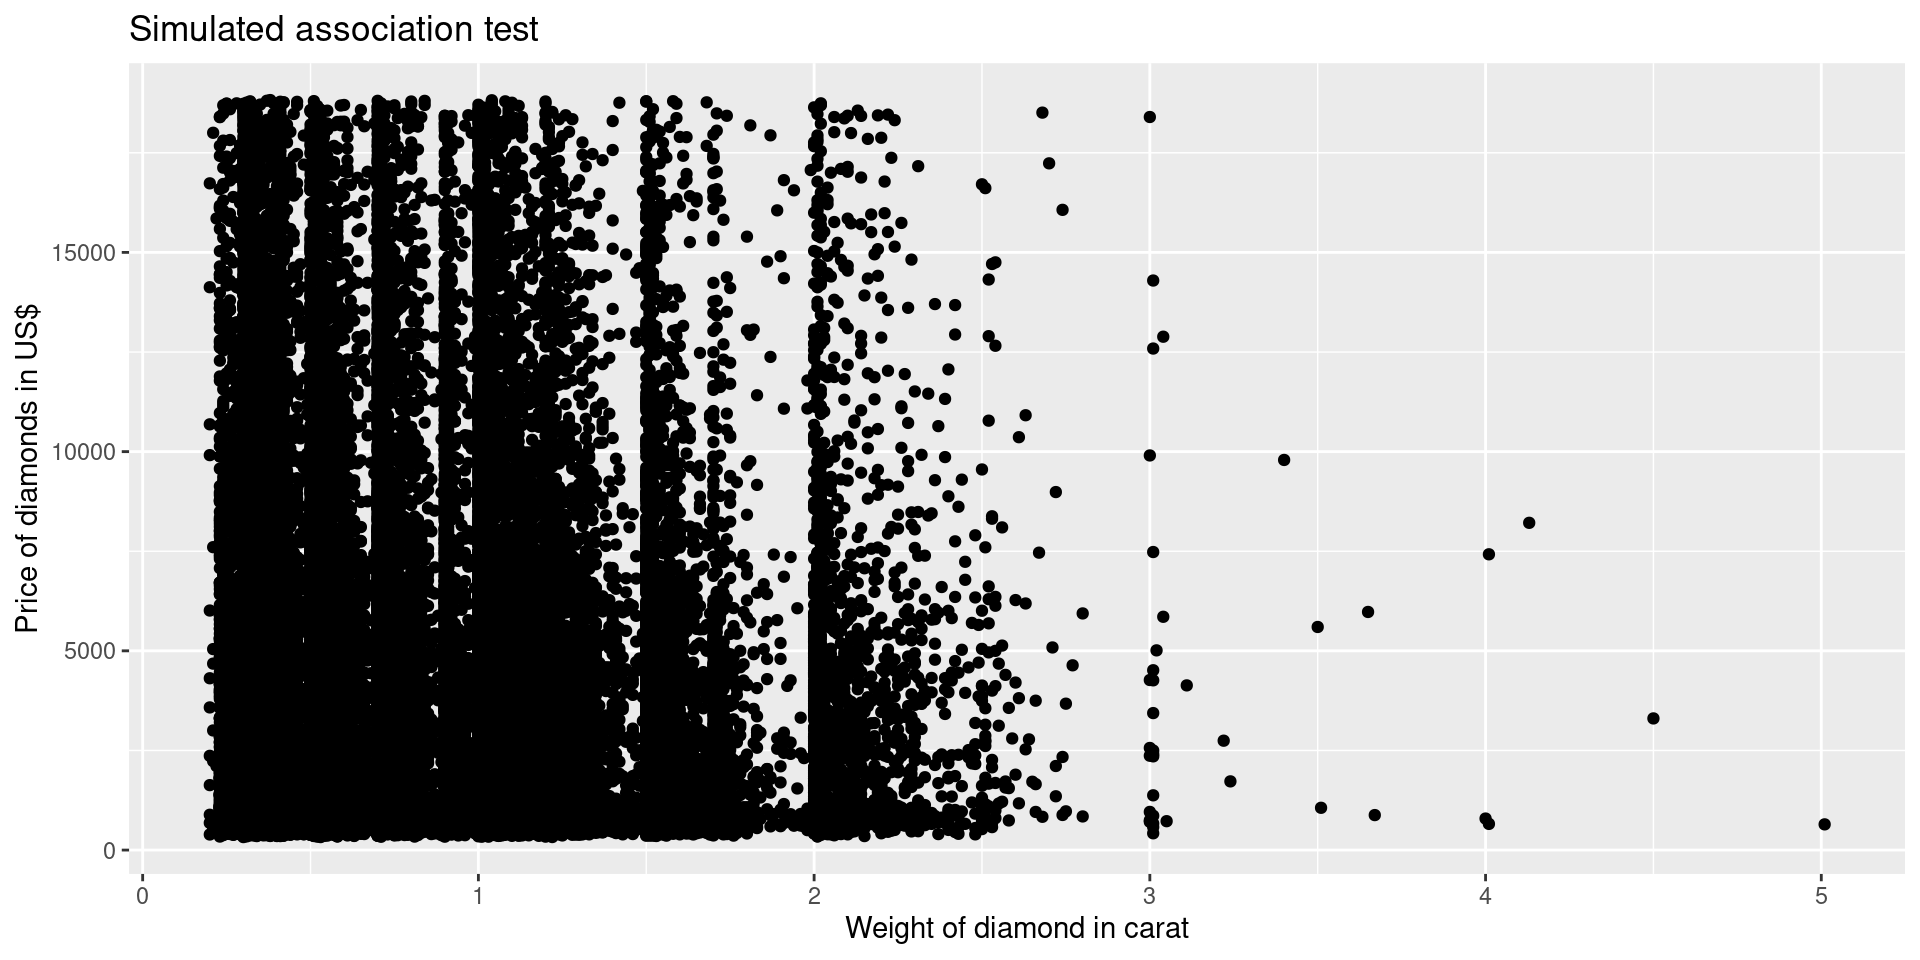 Simulated association test
Price of diamonds in US$
15000
10000
5000
0
0 1 2 3 4 5
Weight of diamond in carat